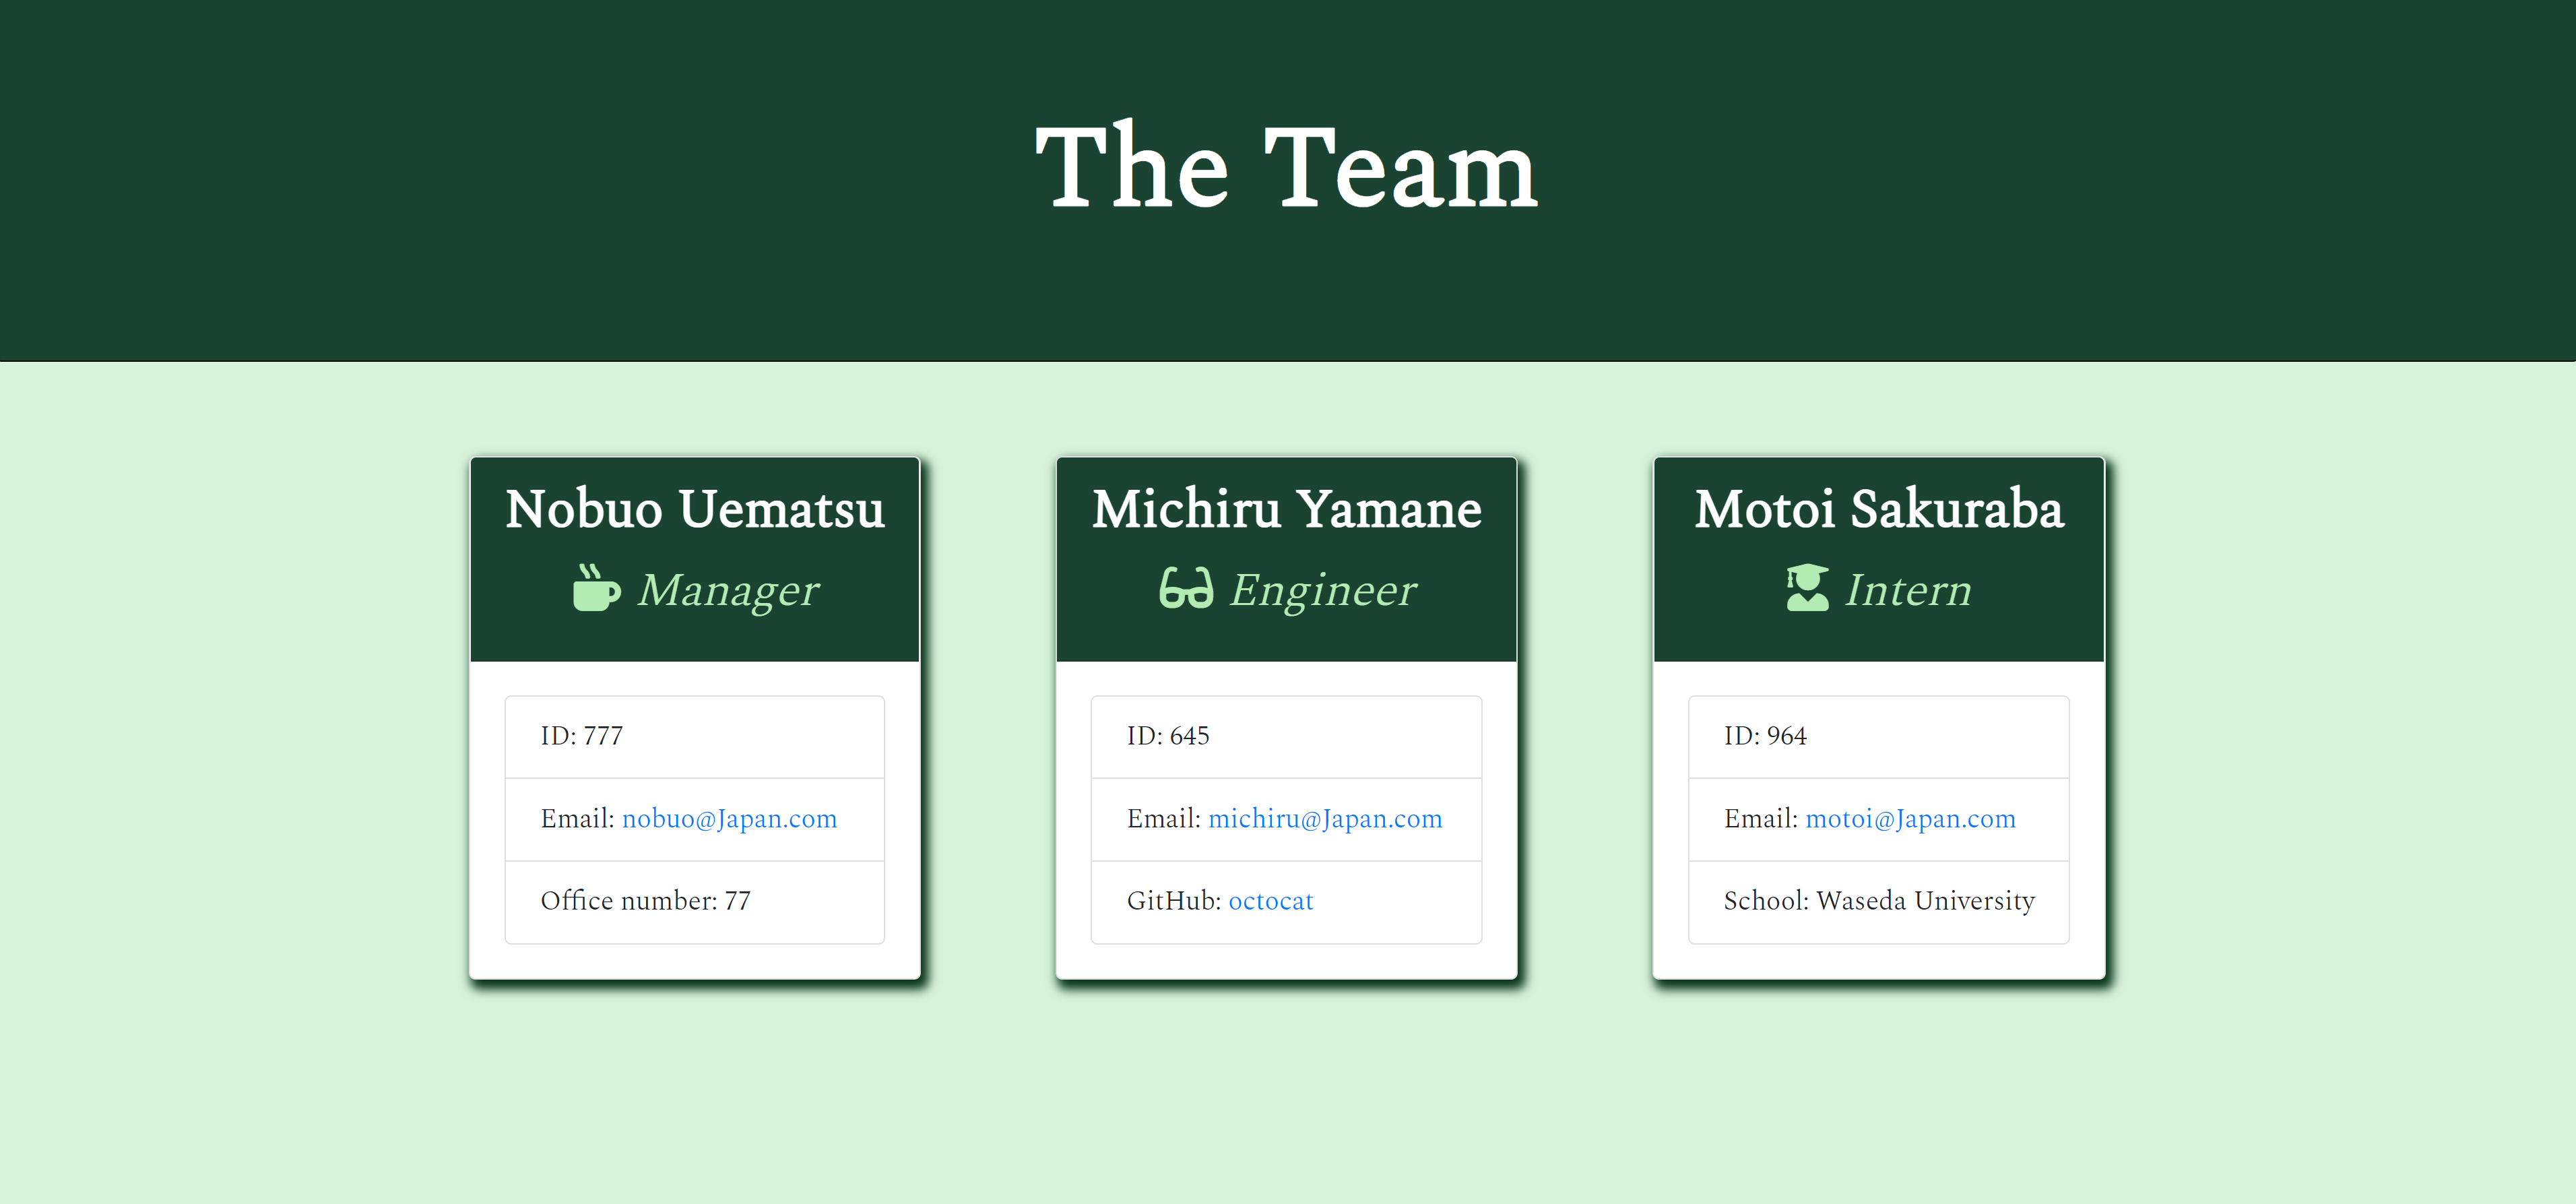 The Team
Nobuo Uematsu
Manager
ID: 777
Email: nobuo@Japan.com
Office number: 77
Michiru Yamane
Engineer
ID: 645
Email: michiru@Japan.com
GitHub: octocat
Motoi Sakuraba
Intern
ID: 964
Email: motoi@Japan.com
School: Waseda University